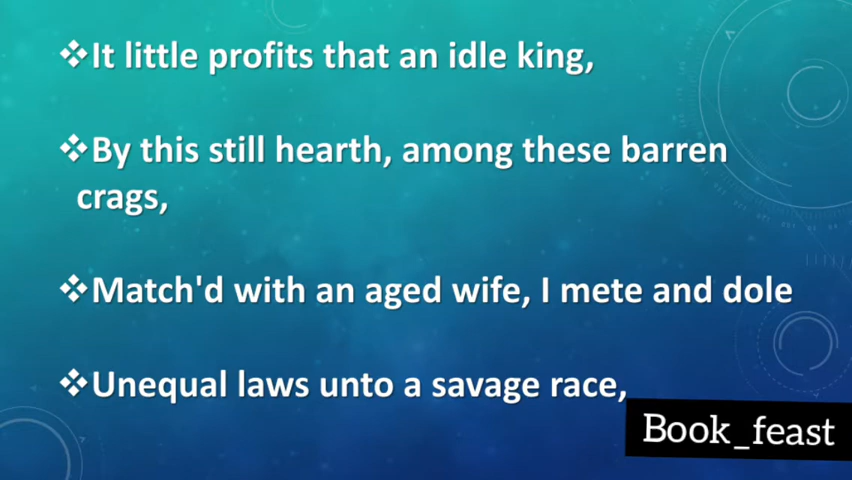 ❖It little profits that an idle king,
❖By this still hearth, among these barren
crags,
❖Match'd with an aged wife, I mete and dole
❖Unequal laws unto a savage race,
Book_feast